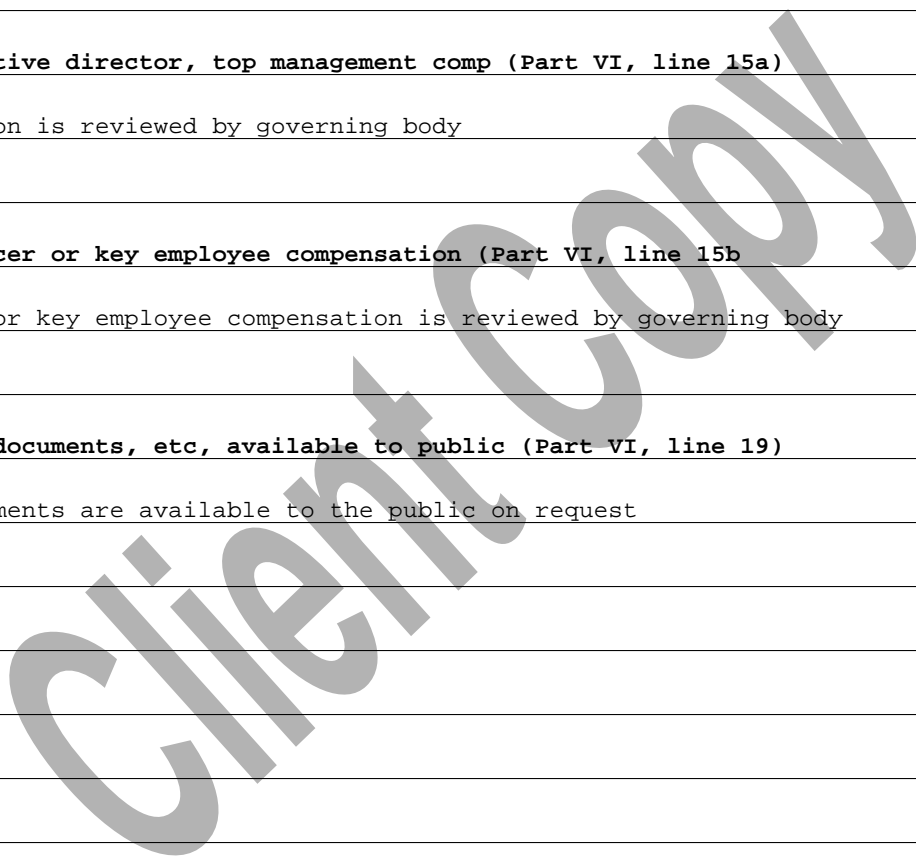 tive director, top management comp (Part VI, line 15a)
on is reviewed by governing body
cer or key employee compensation (Part VI, line 15b
or key employee compensation is reviewed by governing body
documents, etc, available to public (Part VI, line 19)
ments are available to the public on request
Client Copy